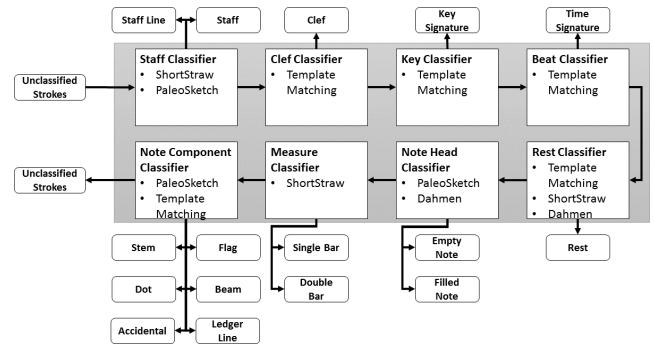 Staff Line
Staff
Clef
Key
Signature
Time
Signature
Unclassified
Strokes
Staff Classifier
• ShortStraw
• PaleoSketch
Clef Classifier
• Template
Matching
Key Classifier
• Template
Matching
Beat Classifier
• Template
Matching
Unclassified
Strokes
Note Component
Classifier
• PaleoSketch
• Template
Matching
Measure
Classifier
• ShortStraw
Note Head
Classifier
• PaleoSketch
• Dahmen
Rest Classifier
• Template
Matching
• ShortStraw
• Dahmen
Stem
Flag
Single Bar
Empty
Note
Rest
Dot
Beam
Double
Bar
Filled
Note
Accidental
Ledger
Line